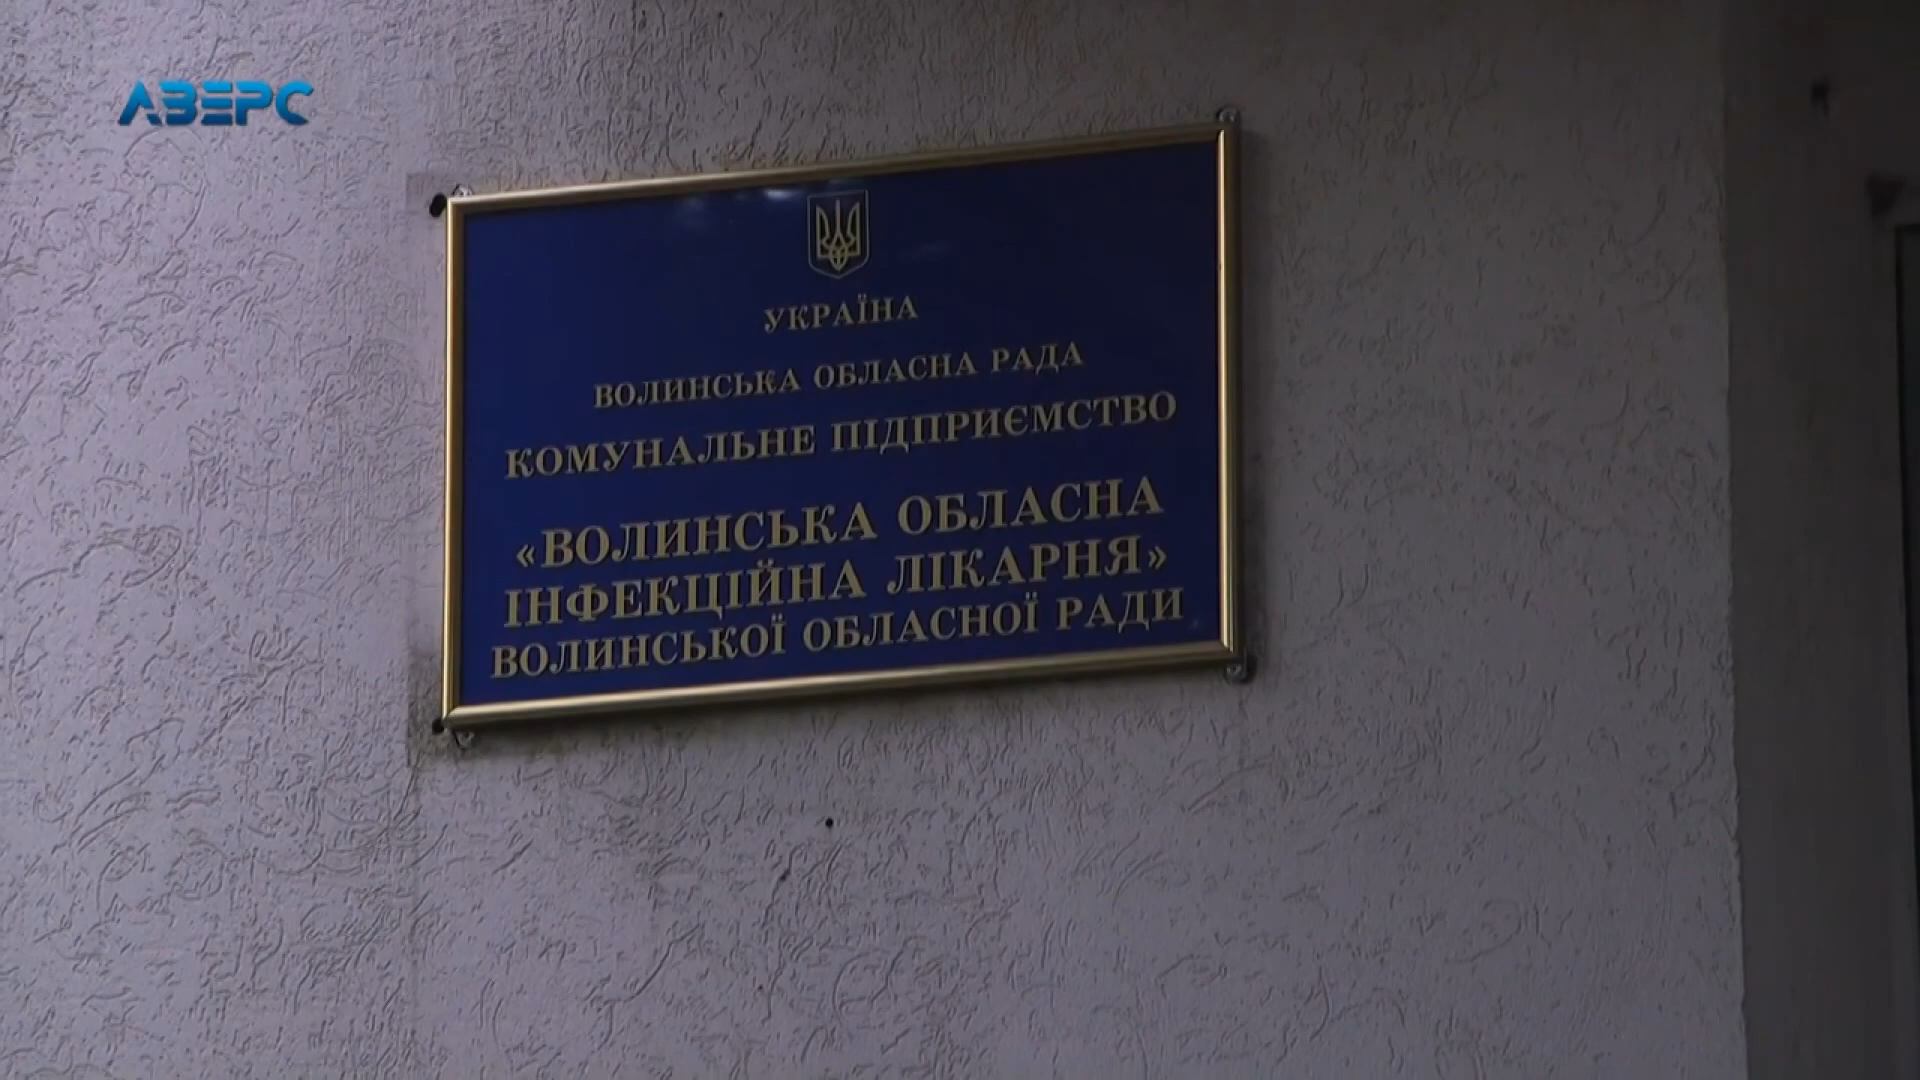 АВЕРС
УКРАЇНА
ВОЛИНСЬКА ОБЛАСНА РАДА
КОМУНАЛЬНЕ ПІДПРИЄМСТВО
«ВОЛИНСЬКА ОБЛАСНА
ІНФЕКЦІЙНА ЛІКАРНЯ»
ВОЛИНСЬКОЇ ОБЛАСНОЇ РАДИ